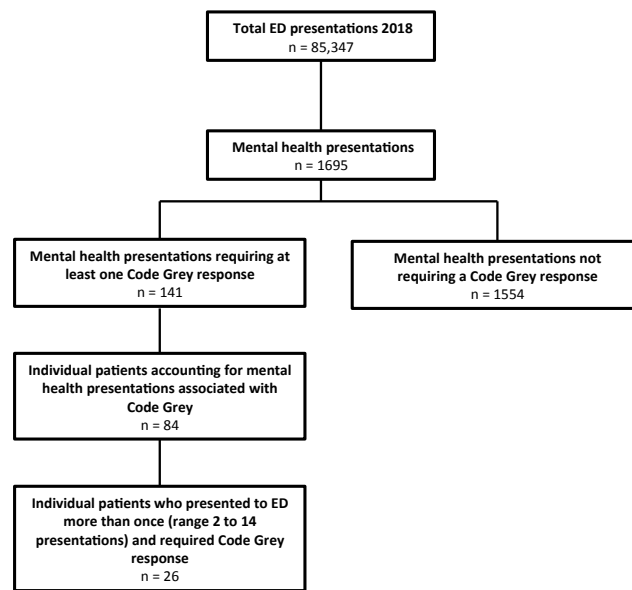 Total ED presentations 2018
n = 85,347
Mental health presentations
n = 1695
Mental health presentations requiring at
least one Code Grey response
n = 141
Mental health presentations not
requiring a Code Grey response
n = 1554
Individual patients accounting for mental
health presentations associated with
Code Grey
n = 84
Individual patients who presented to ED
more than once (range 2 to 14
presentations) and required Code Grey
response
n = 26